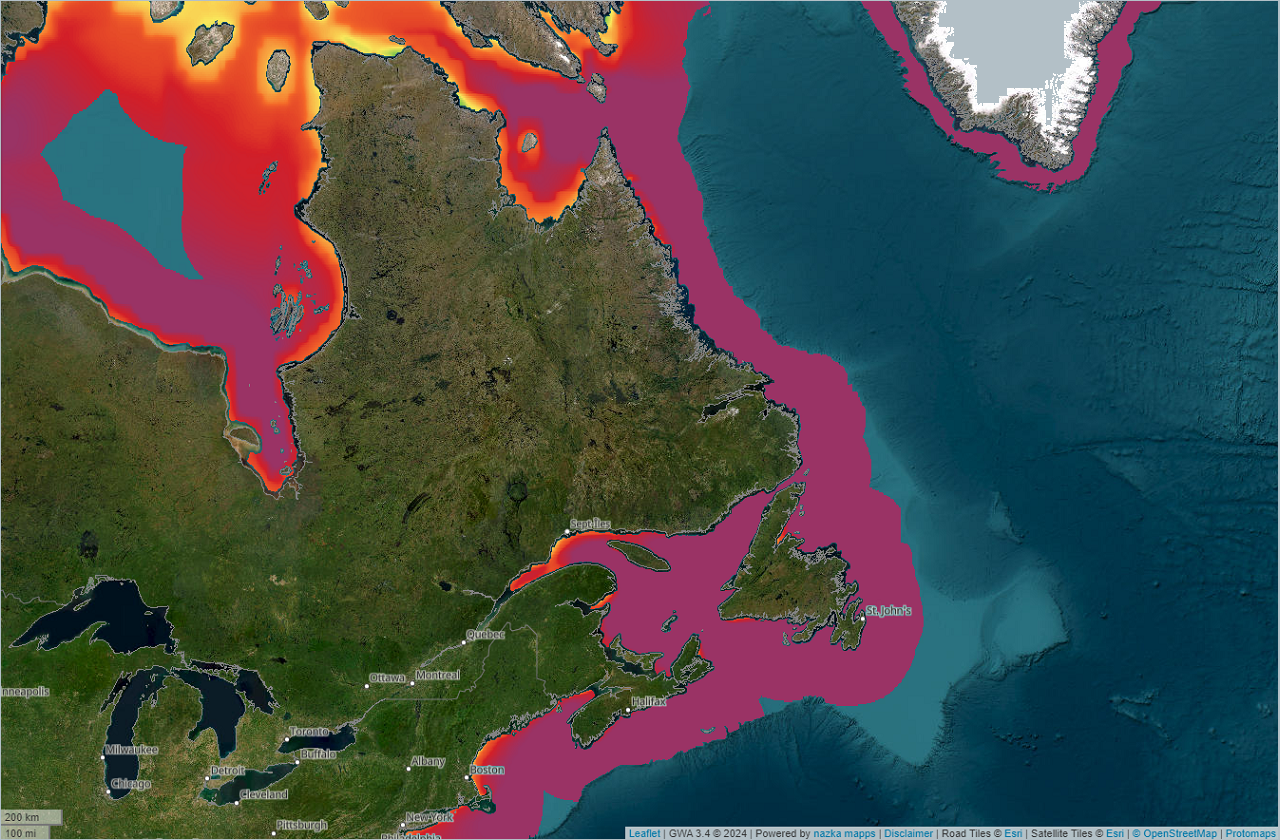 Sept Îles
St. John's
Québec
Ottawa
Montreal
nneapolis
Halifax
Toronto
Milwaukee
Buffalo
Albany
Detroit
Boston
Chicago
Cleveland
New York
Pittsburgh
Philadelphia
200 km
100 mi
Leaflet | GWA 3.4 © 2024 | Powered by nazka mapps | Disclaimer | Road Tiles © Esri | Satellite Tiles © Esri | © OpenStreetMap | Protomaps